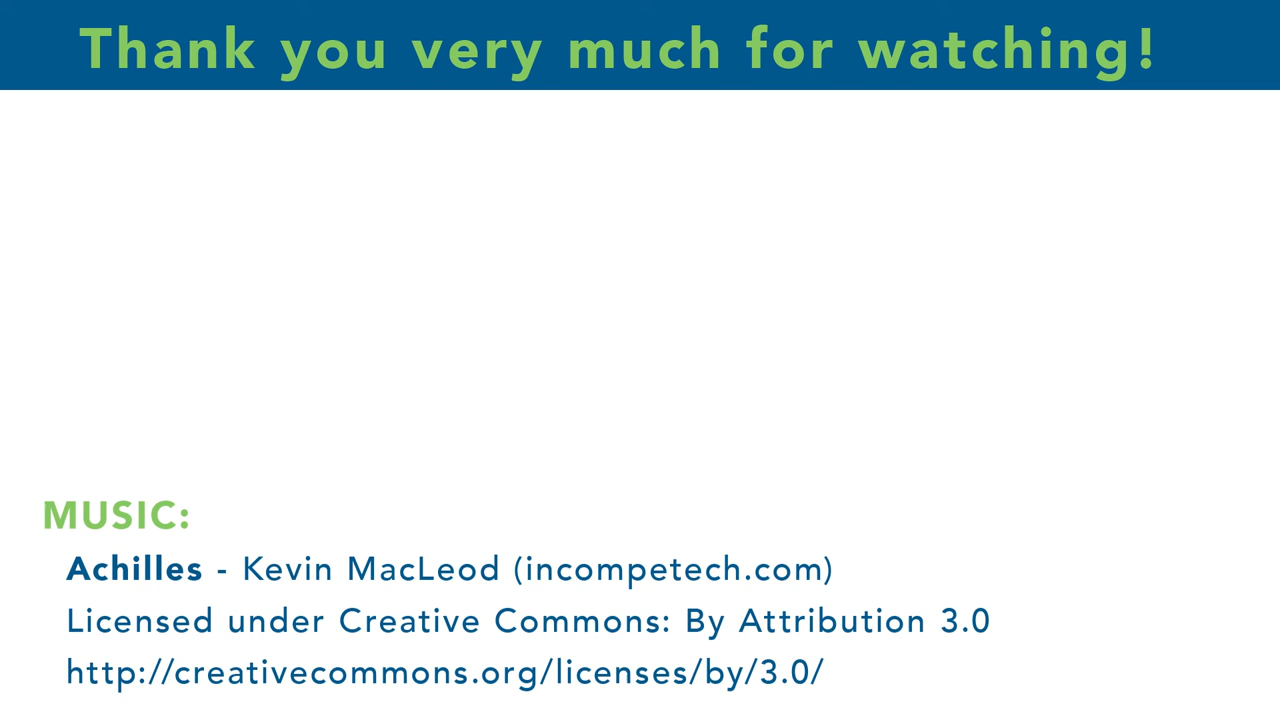 Thank you very much for watching!
MUSIC:
Achilles - Kevin MacLeod (incompetech.com)
Licensed under Creative Commons: By Attribution 3.0
http://creativecommons.org/licenses/by/3.0/